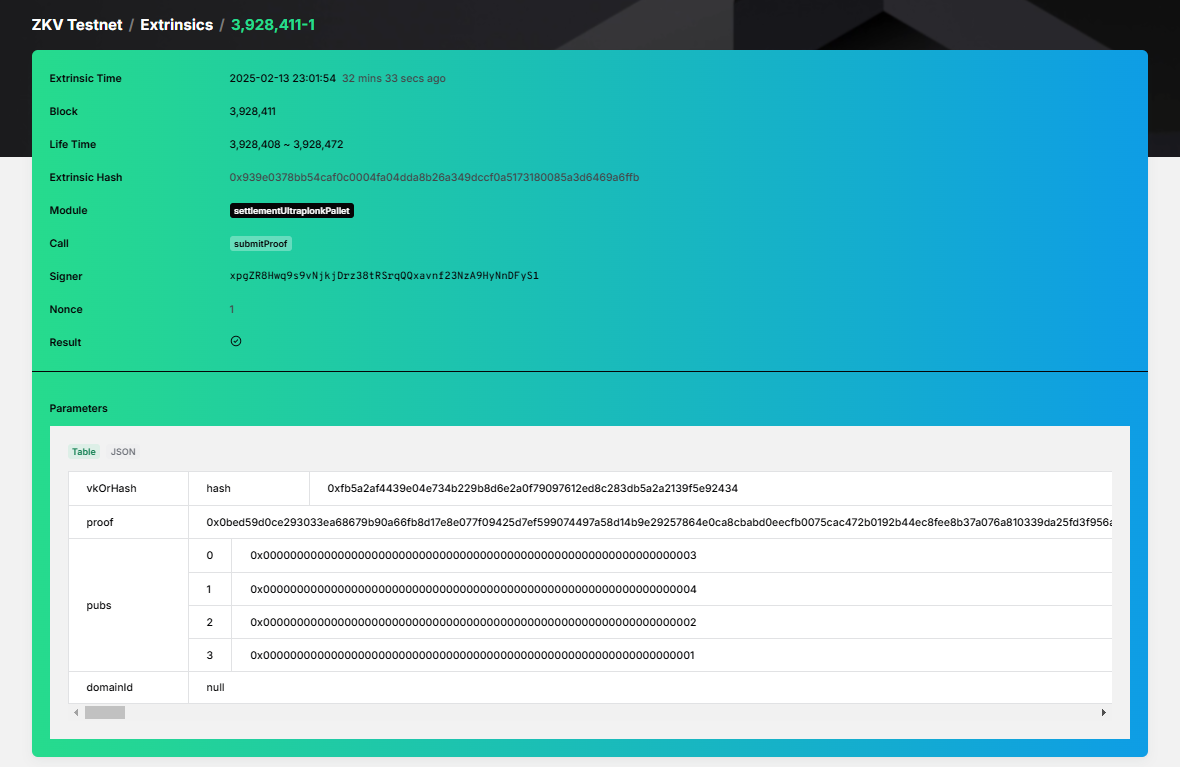 ZKV Testnet / Extrinsics / 3,928,411-1
Extrinsic Time 2025-02-13 23:01:54 32 mins 33 secs ago
Block 3,928,411
Life Time 3,928,408 ~ 3,928,472
Extrinsic Hash 0x939e0378bb54caf0c0004fa04dda8b26a349dccf0a5173180085a3d6469a6ffb
Module settlementUltraplonkPallet
Call submitProof
Signer xpgZR8Hwq9s9vNjkjDrz38tRSrqQQxavnf23NzA9HyNnDFyS1
Nonce 1
Result
Parameters
Table JSON
vkOrHash hash 0xfb5a2af4439e04e734b229b8d6e2a0f79097612ed8c283db5a2a2139f5e92434
proof 0x0bed59d0ce293033ea68679b90a66fb8d17e8e077f09425d7ef599074497a58d14b9e29257864e0ca8cbabd0eecfb0075cac472b0192b44ec8fee8b37a076a810339da25fd3f956a
pubs
0 0x0000000000000000000000000000000000000000000000000000000000000003
1 0x0000000000000000000000000000000000000000000000000000000000000004
2 0x0000000000000000000000000000000000000000000000000000000000000002
3 0x0000000000000000000000000000000000000000000000000000000000000001
domainId null